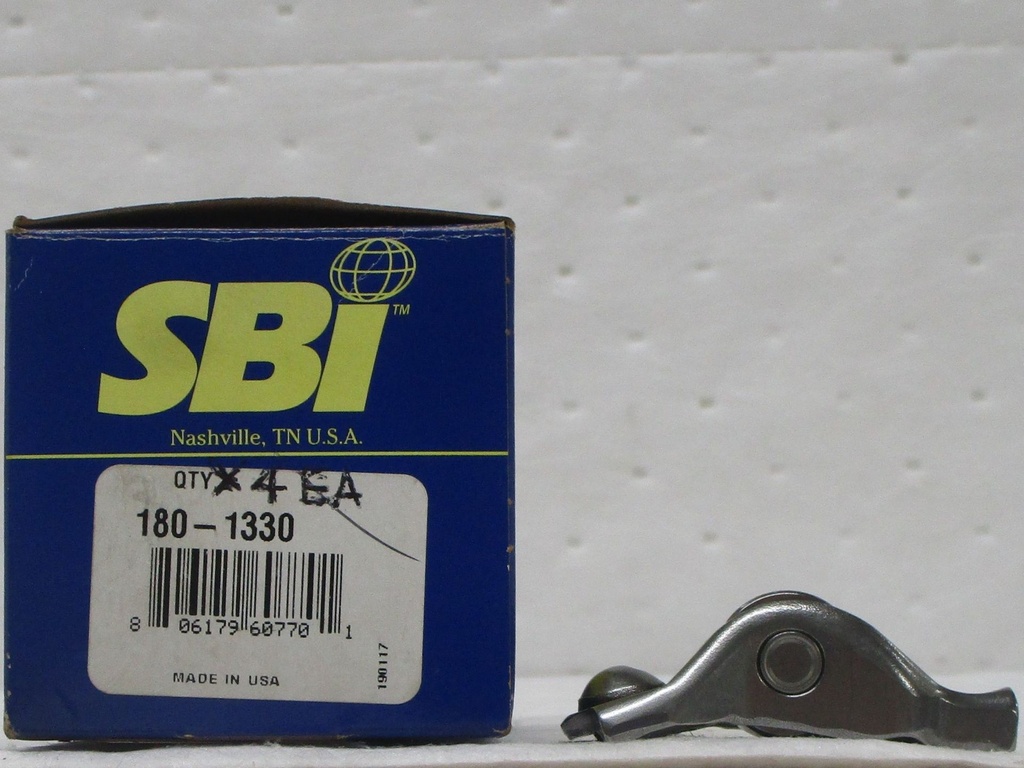 SBI TM
Nashville, TN U.S.A.
QTY X 4 EA
180-1330
8 06179 60770 1
MADE IN USA
190117